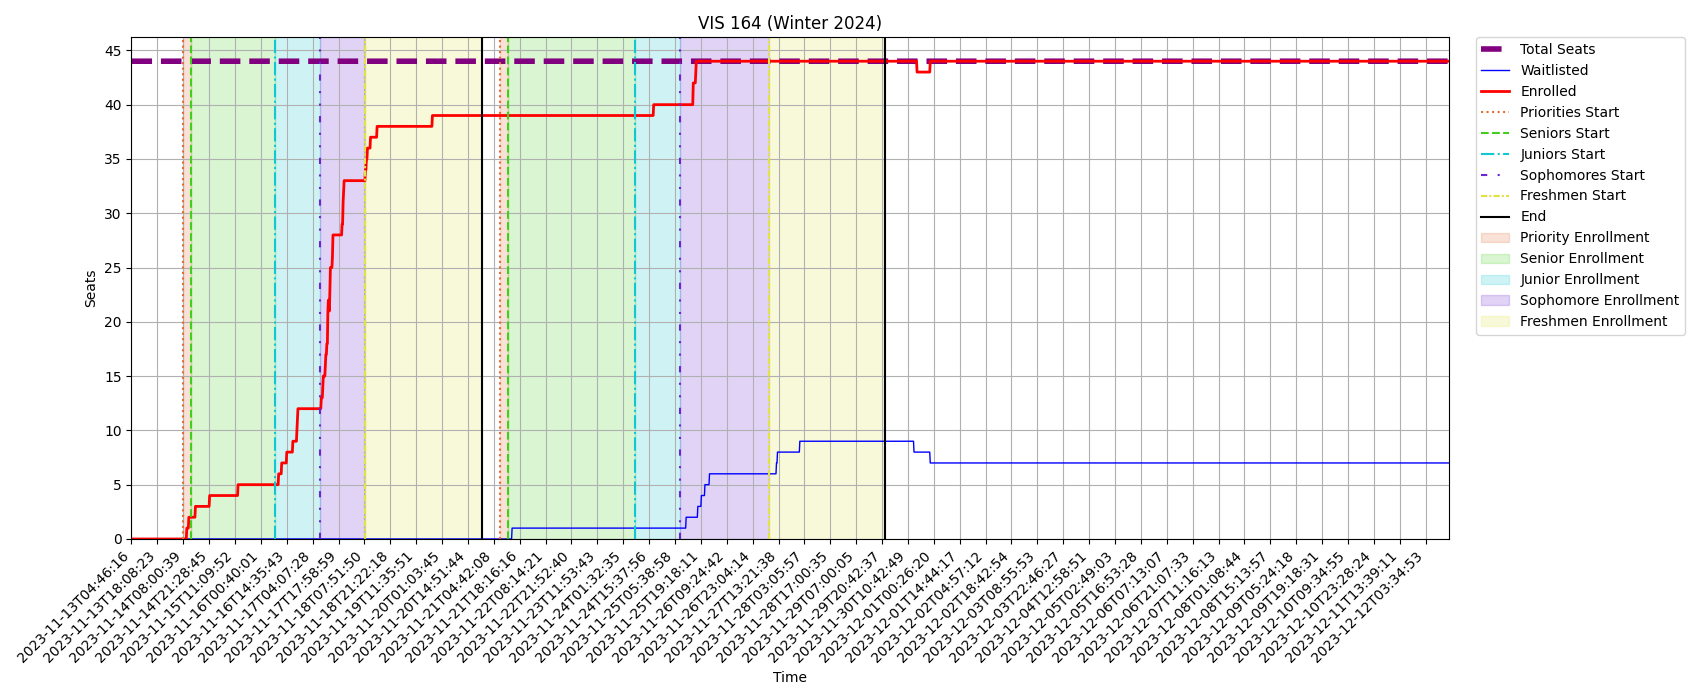 VIS 164 (Winter 2024)
Seats
45
40
35
30
25
20
15
10
5
0
2023-11-13T04:46:16
2023-11-13T18:08:23
2023-11-14T08:00:39
2023-11-14T21:28:45
2023-11-15T11:09:52
2023-11-16T00:40:01
2023-11-16T14:35:43
2023-11-17T04:07:28
2023-11-17T17:58:59
2023-11-18T07:51:50
2023-11-18T21:22:18
2023-11-19T11:35:51
2023-11-20T01:03:45
2023-11-20T14:51:44
2023-11-21T04:42:08
2023-11-21T18:16:16
2023-11-22T08:14:21
2023-11-22T21:52:40
2023-11-23T11:53:43
2023-11-24T01:32:35
2023-11-24T15:37:56
2023-11-25T05:38:58
2023-11-25T19:18:11
2023-11-26T09:24:42
2023-11-26T23:04:14
2023-11-27T13:21:38
2023-11-28T03:05:57
2023-11-28T17:00:35
2023-11-29T07:00:05
2023-11-29T20:42:37
2023-11-30T10:42:49
2023-12-01T00:26:20
2023-12-01T14:44:17
2023-12-02T04:57:12
2023-12-02T18:42:54
2023-12-03T08:55:53
2023-12-03T22:46:27
2023-12-04T12:58:51
2023-12-05T02:49:03
2023-12-05T16:53:28
2023-12-06T07:13:07
2023-12-06T21:07:33
2023-12-07T11:16:13
2023-12-08T01:08:44
2023-12-08T15:13:57
2023-12-09T05:24:18
2023-12-09T19:18:31
2023-12-10T09:34:55
2023-12-10T23:28:24
2023-12-11T13:39:11
2023-12-12T03:34:53
Time
Total Seats
Waitlisted
Enrolled
Priorities Start
Seniors Start
Juniors Start
Sophomores Start
Freshmen Start
End
Priority Enrollment
Senior Enrollment
Junior Enrollment
Sophomore Enrollment
Freshmen Enrollment